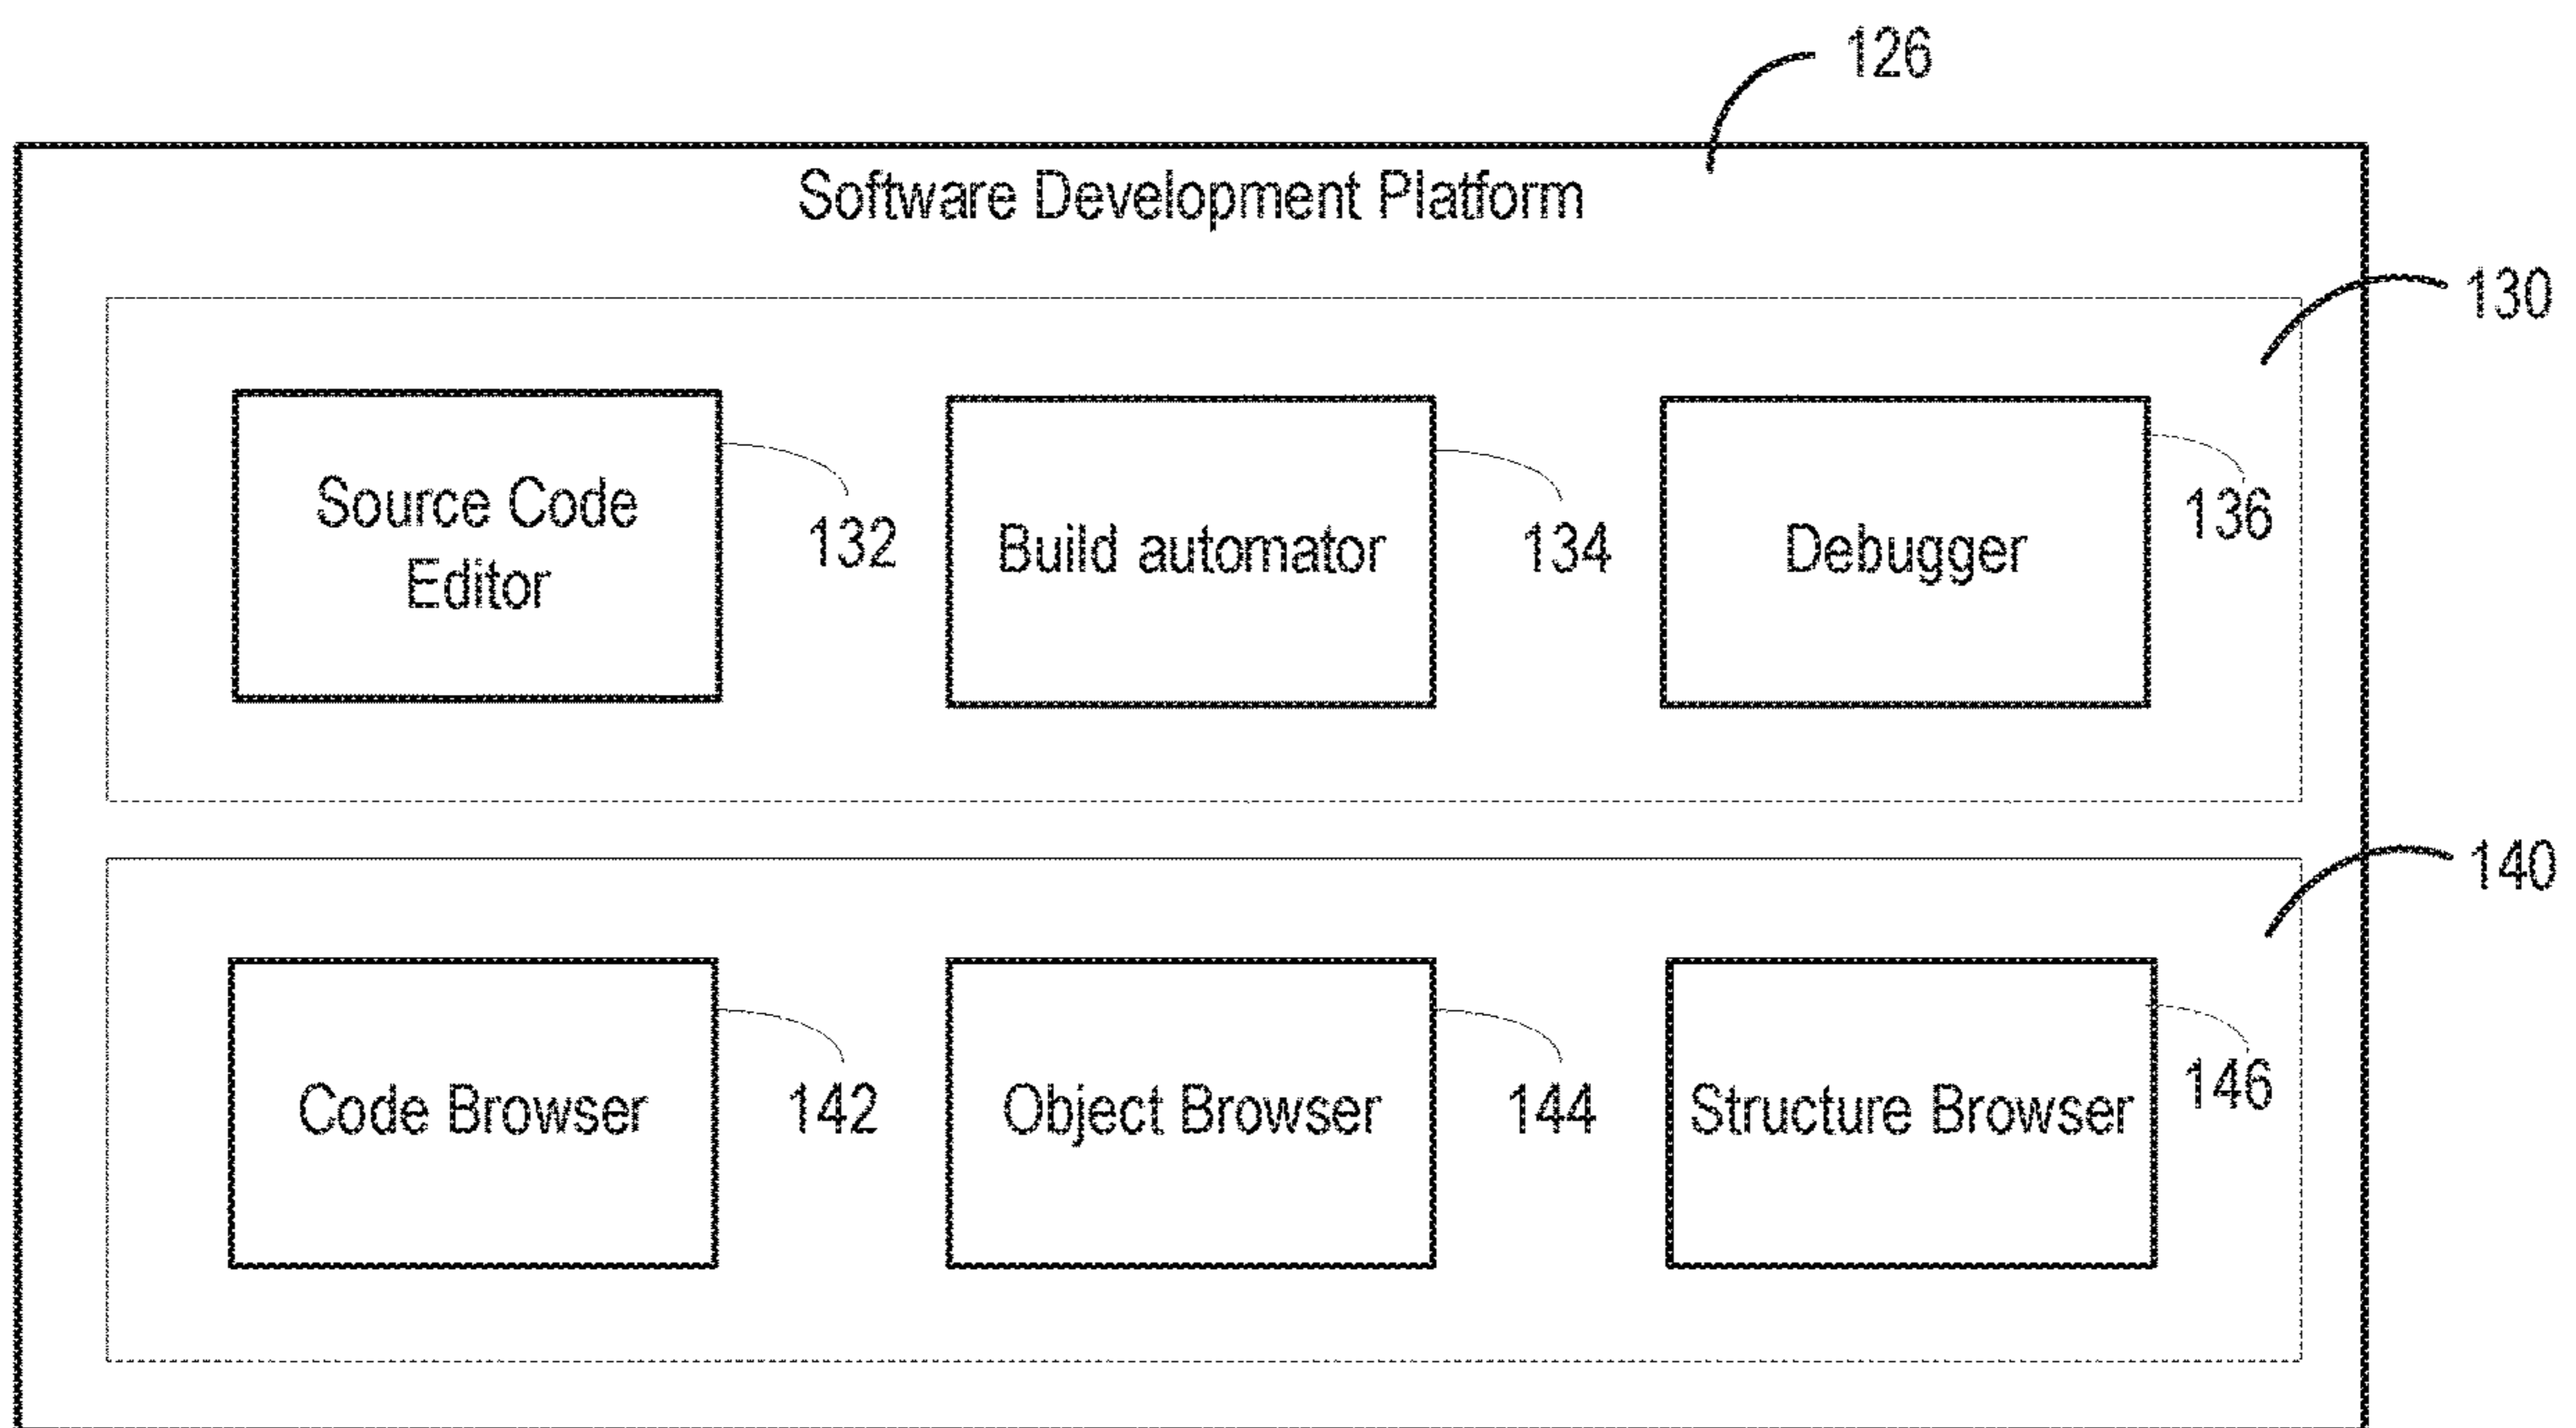 126
Software Development Platform
130
Source Code
Editor
132
Build automator
134
Debugger
136
140
Code Browser
142
Object Browser
144
Structure Browser
146